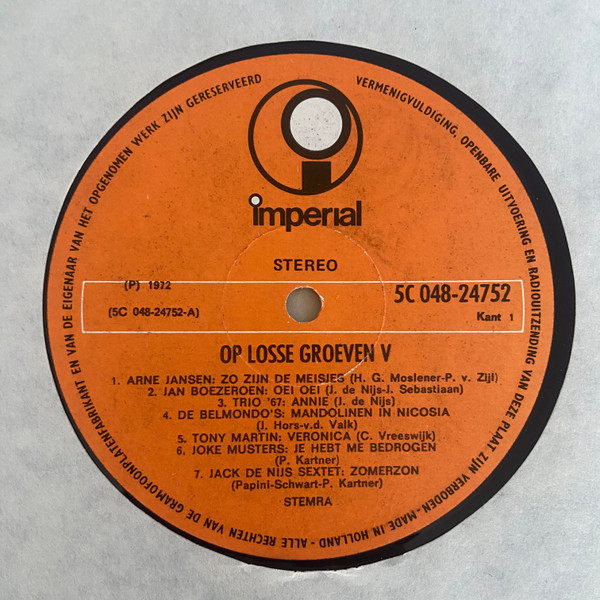 ALLE RECHTEN VAN DE GRAMOFOONPLATENFABRIKANT EN VAN DE EIGENAAR VAN HET OPGENOMEN WERK ZIJN GERESERVEERD
VERMENIGVULDIGING, OPENBARE UITVOERING EN RADIOUITZENDING VAN DEZE PLAAT ZIJN VERBODEN - MADE IN HOLLAND -
imperial
STEREO
(P) 1972
5C 048-24752
(5C 048-24752-A)
Kant 1
OP LOSSE GROEVEN V
1. ARNE JANSEN: ZO ZIJN DE MEISJES (H. G. Moslener-P. v. Zijl)
2. JAN BOEZEROEN: OEI OEI (J. de Nijs-J. Sebastiaan)
3. TRIO '67: ANNIE (J. de Nijs)
4. DE BELMONDO'S: MANDOLINEN IN NICOSIA
(J. Hors-v.d. Valk)
5. TONY MARTIN: VERONICA (C. Vreeswijk)
6. JOKE MUSTERS: JE HEBT ME BEDROGEN
(P. Kartner)
7. JACK DE NIJS SEXTET: ZOMERZON
(Papini-Schwart-P. Kartner)
STEMRA